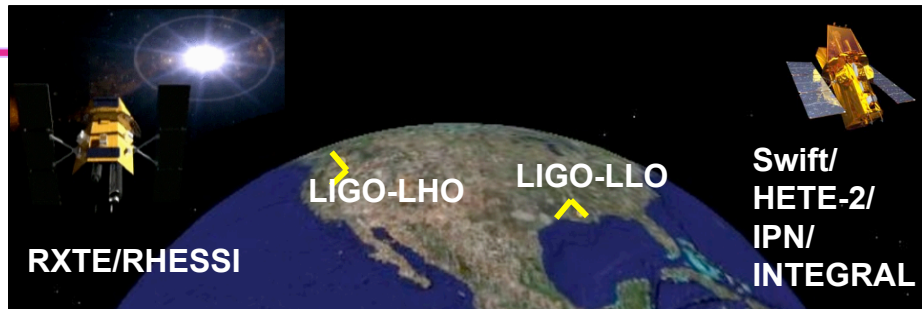 LIGO-LHO
LIGO-LLO
RXTE/RHESSI
Swift/
HETE-2/
IPN/
INTEGRAL